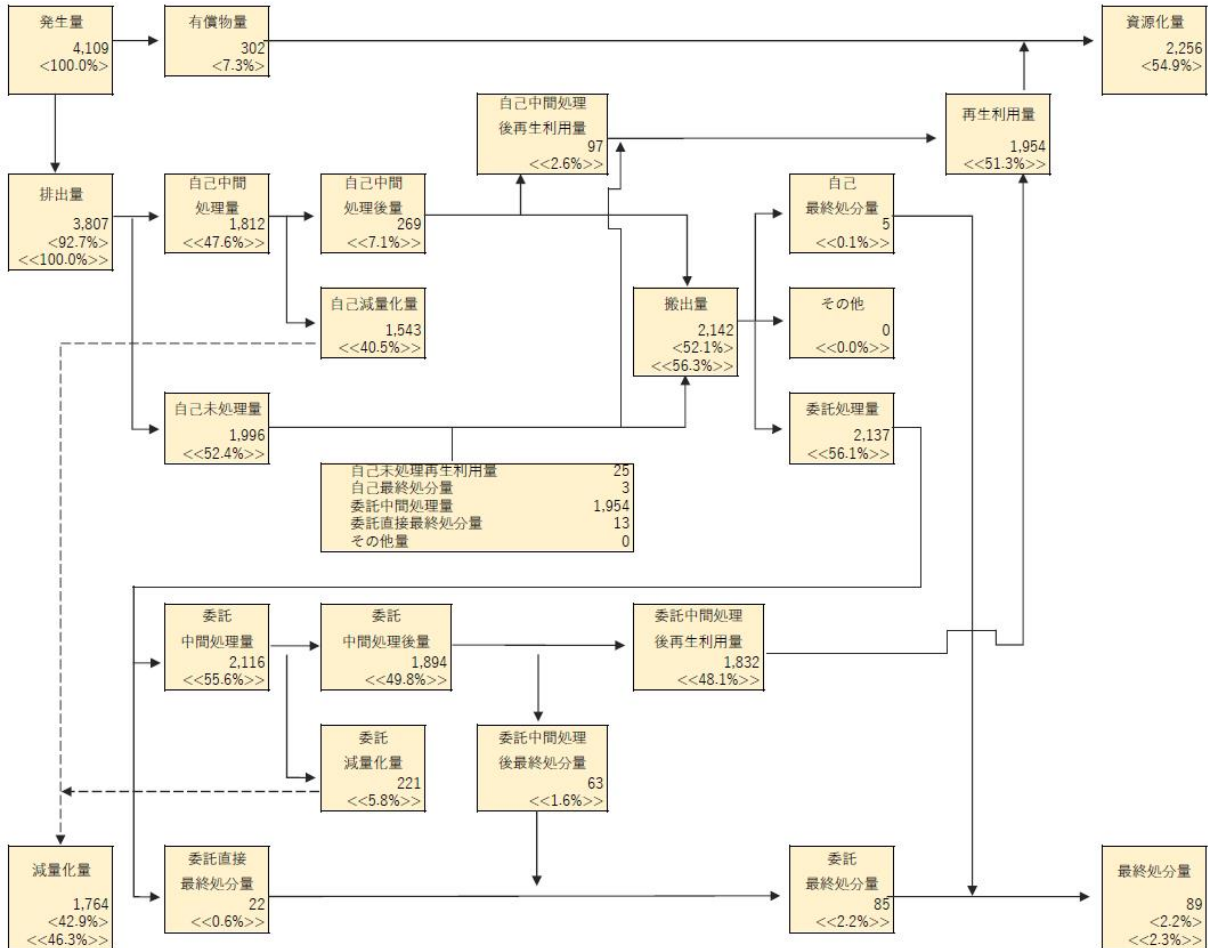 発生量
4,109
<100.0%>
有償物量
302
<7.3%>
資源化量
2,256
<54.9%>
自己中間処理
後再生利用量
97
<<2.6%>>
再生利用量
1,954
<<51.3%>>
排出量
3,807
<92.7%>
<<100.0%>>
自己中間
処理量
1,812
<<47.6%>>
自己中間
処理後量
269
<<7.1%>>
自己
最終処分量
5
<<0.1%>>
自己減量化量
1,543
<<40.5%>>
搬出量
2,142
<52.1%>
<<56.3%>>
その他
0
<<0.0%>>
自己未処理量
1,996
<<52.4%>>
委託処理量
2,137
<<56.1%>>
自己未処理再生利用量 25
自己最終処分量 3
委託中間処理量 1,954
委託直接最終処分量 13
その他量 0
委託
中間処理量
2,116
<<55.6%>>
委託
中間処理後量
1,894
<<49.8%>>
委託中間処理
後再生利用量
1,832
<<48.1%>>
委託
減量化量
221
<<5.8%>>
委託中間処理
後最終処分量
63
<<1.6%>>
減量化量
1,764
<42.9%>
<<46.3%>>
委託直接
最終処分量
22
<<0.6%>>
委託
最終処分量
85
<<2.2%>>
最終処分量
89
<2.2%>
<<2.3%>>